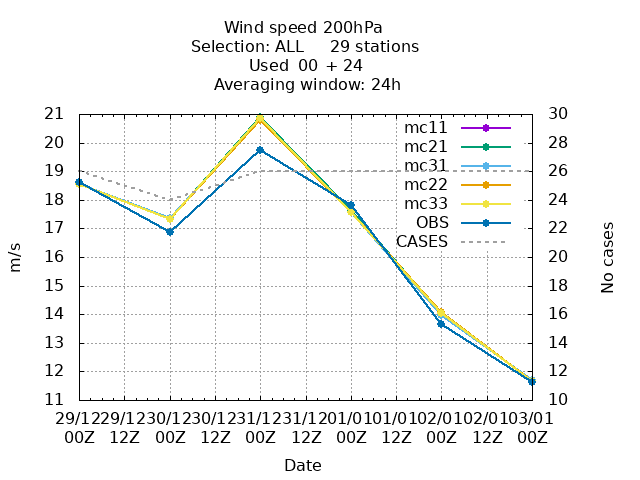 Wind speed 200hPa
Selection: ALL 29 stations
Used 00 + 24
Averaging window: 24h
21
20
19
18
17
16
15
14
13
12
11
m/s
30
28
26
24
22
20
18
16
14
12
10
No cases
mc11
mc21
mc31
mc22
mc33
OBS
CASES
29/12 29/12 30/12 30/12 31/12 31/12 01/01 01/01 02/01 02/01 03/01
00Z 12Z 00Z 12Z 00Z 12Z 00Z 12Z 00Z 12Z 00Z
Date